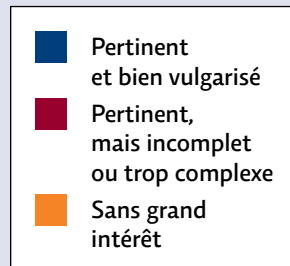 Pertinent
et bien vulgarisé
Pertinent,
mais incomplet
ou trop complexe
Sans grand
intérêt